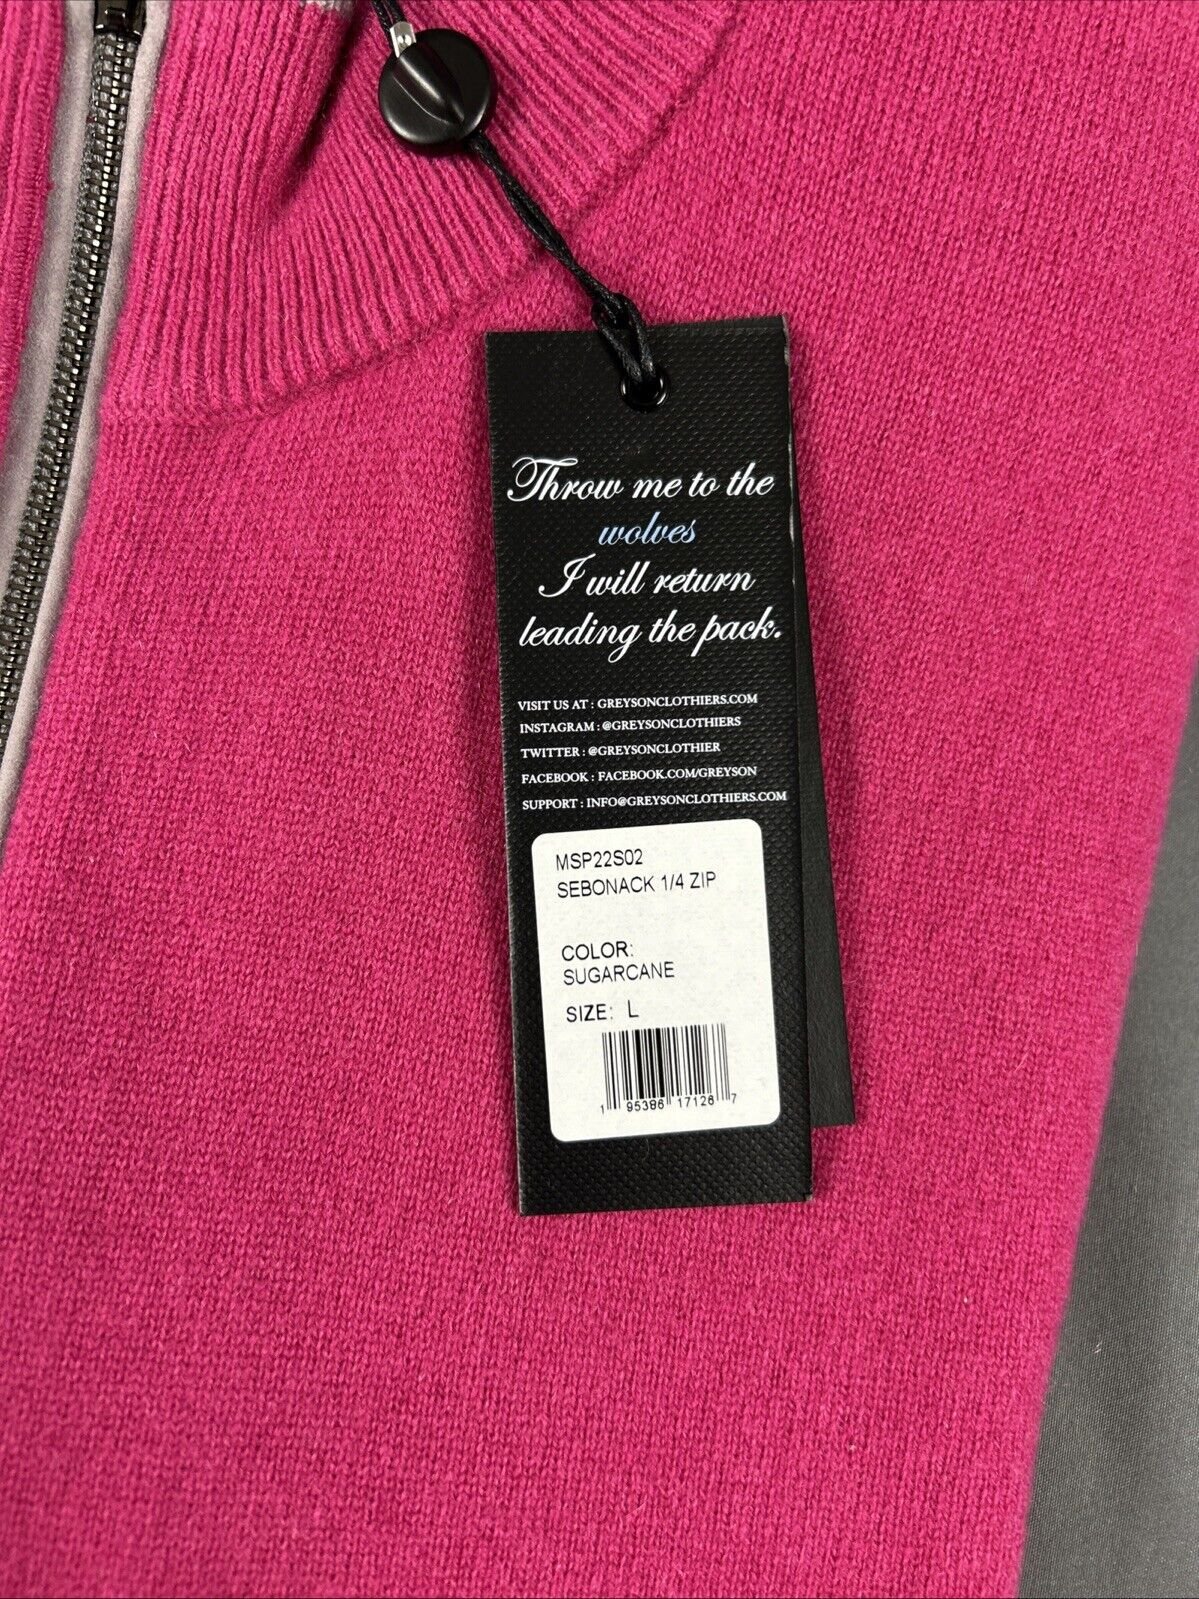 Throw me to the
wolves
I will return
leading the pack.
VISIT US AT : GREYSONCLOTHIERS.COM
INSTAGRAM : @GREYSONCLOTHIERS
TWITTER : @GREYSONCLOTHIER
FACEBOOK : FACEBOOK.COM/GREYSON
SUPPORT : INFO@GREYSONCLOTHIERS.COM
MSP22S02
SEBONACK 1/4 ZIP
COLOR:
SUGARCANE
SIZE: L
1 95386 17126 7